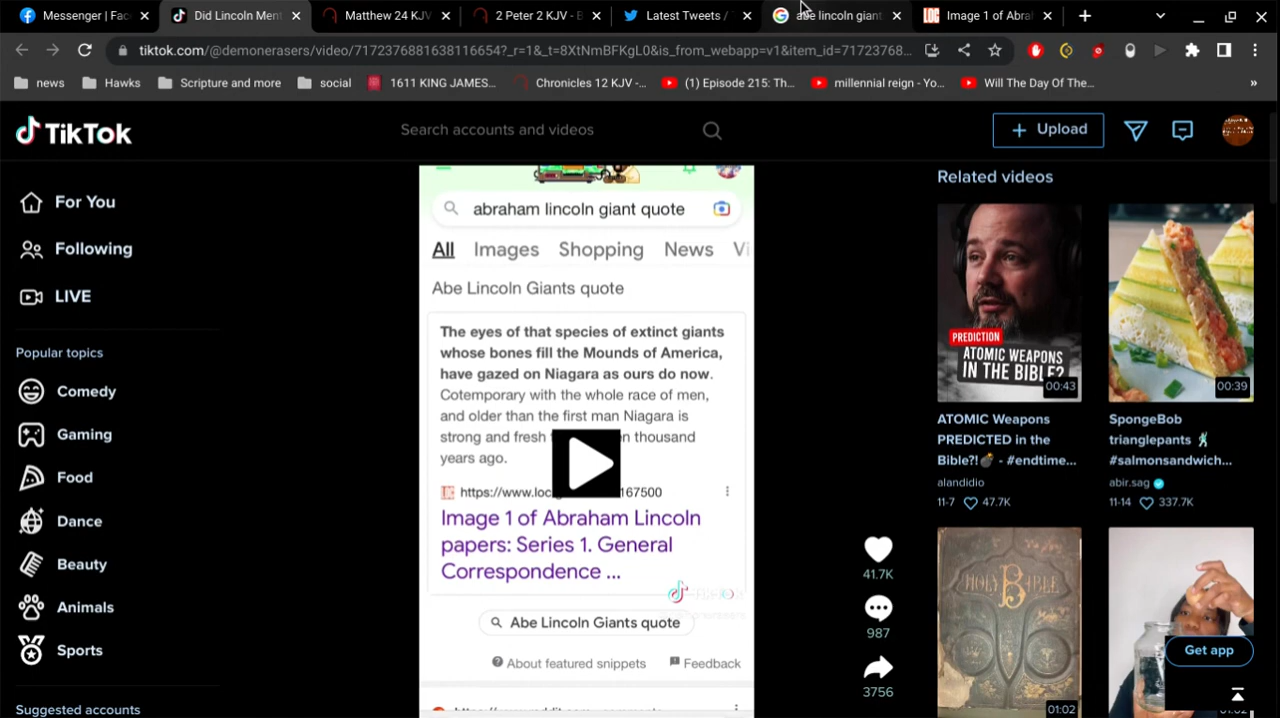 Messenger | Fac
Did Lincoln Ment
Matthew 24 KJV
2 Peter 2 KJV - B
Latest Tweets /
abe lincoln giant
LOC
Image 1 of Abra
tiktok.com/@demonerasers/video/7172376881638116654?_r=1&_t=8XtNmBFKgL0&is_from_webapp=v1&item_id=71723768...
news
Hawks
Scripture and more
social
1611 KING JAMES...
Chronicles 12 KJV -...
(1) Episode 215: Th...
millennial reign - Yo...
Will The Day Of The...
»
TikTok
Search accounts and videos
Upload
For You
Following
LIVE
Popular topics
Comedy
Gaming
Food
Dance
Beauty
Animals
Sports
Suggested accounts
abraham lincoln giant quote
All Images Shopping News Vi
Abe Lincoln Giants quote
The eyes of that species of extinct giants
whose bones fill the Mounds of America,
have gazed on Niagara as ours do now.
Cotemporary with the whole race of men,
and older than the first man Niagara is
strong and fresh thousand
years ago.
https://www.loc 167500
Image 1 of Abraham Lincoln
papers: Series 1. General
Correspondence ...
Abe Lincoln Giants quote
About featured snippets
Feedback
41.7K
987
3756
Related videos
PREDICTION
ATOMIC WEAPONS
IN THE BIBLE?!
00:43
ATOMIC Weapons
PREDICTED in the
Bible?!💣 - #endtime...
alandidio
11-7 47.7K
00:39
SpongeBob
trianglepants 🕺
#salmonsandwich...
abir.sag
11-14 337.7K
HOLY BIBLE
01:02
Get app